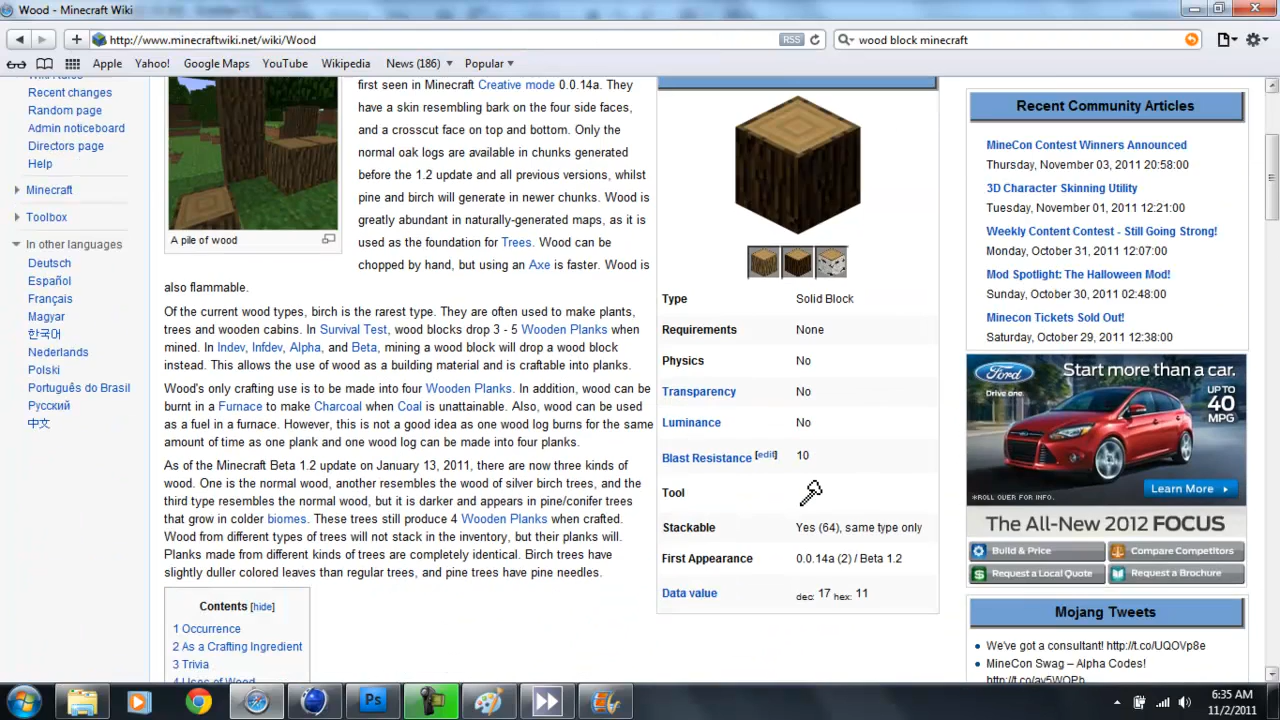 Wood - Minecraft Wiki
http://www.minecraftwiki.net/wiki/Wood
RSS
wood block minecraft
Apple
Yahoo!
Google Maps
YouTube
Wikipedia
News (186)
Popular
Recent changes
Random page
Admin noticeboard
Directors page
Help
Minecraft
Toolbox
In other languages
Deutsch
Español
Français
Magyar
한국어
Nederlands
Polski
Português do Brasil
Русский
中文
A pile of wood
first seen in Minecraft Creative mode 0.0.14a. They
have a skin resembling bark on the four side faces,
and a crosscut face on top and bottom. Only the
normal oak logs are available in chunks generated
before the 1.2 update and all previous versions, whilst
pine and birch will generate in newer chunks. Wood is
greatly abundant in naturally-generated maps, as it is
used as the foundation for Trees. Wood can be
chopped by hand, but using an Axe is faster. Wood is
also flammable.
Of the current wood types, birch is the rarest type. They are often used to make plants,
trees and wooden cabins. In Survival Test, wood blocks drop 3 - 5 Wooden Planks when
mined. In Indev, Infdev, Alpha, and Beta, mining a wood block will drop a wood block
instead. This allows the use of wood as a building material and is craftable into planks.
Wood's only crafting use is to be made into four Wooden Planks. In addition, wood can be
burnt in a Furnace to make Charcoal when Coal is unattainable. Also, wood can be used
as a fuel in a furnace. However, this is not a good idea as one wood log burns for the same
amount of time as one plank and one wood log can be made into four planks.
As of the Minecraft Beta 1.2 update on January 13, 2011, there are now three kinds of
wood. One is the normal wood, another resembles the wood of silver birch trees, and the
third type resembles the normal wood, but it is darker and appears in pine/conifer trees
that grow in colder biomes. These trees still produce 4 Wooden Planks when crafted.
Wood from different types of trees will not stack in the inventory, but their planks will.
Planks made from different kinds of trees are completely identical. Birch trees have
slightly duller colored leaves than regular trees, and pine trees have pine needles.
Contents [hide]
1 Occurrence
2 As a Crafting Ingredient
3 Trivia
4 Uses of Wood
Type Solid Block
Requirements None
Physics No
Transparency No
Luminance No
Blast Resistance [edit] 10
Tool
Stackable Yes (64), same type only
First Appearance 0.0.14a (2) / Beta 1.2
Data value dec: 17 hex: 11
Recent Community Articles
MineCon Contest Winners Announced
Thursday, November 03, 2011 20:58:00
3D Character Skinning Utility
Tuesday, November 01, 2011 12:21:00
Weekly Content Contest - Still Going Strong!
Monday, October 31, 2011 12:07:00
Mod Spotlight: The Halloween Mod!
Sunday, October 30, 2011 02:48:00
Minecon Tickets Sold Out!
Saturday, October 29, 2011 12:38:00
Ford
Drive one.
Start more than a car.
UP TO
40
MPG
*ROLL OVER FOR INFO.
Learn More
The All-New 2012 FOCUS
Build & Price
Compare Competitors
Request a Local Quote
Request a Brochure
Mojang Tweets
We've got a consultant! http://t.co/UQOVp8e
MineCon Swag – Alpha Codes!
Ps
6:35 AM
11/2/2011